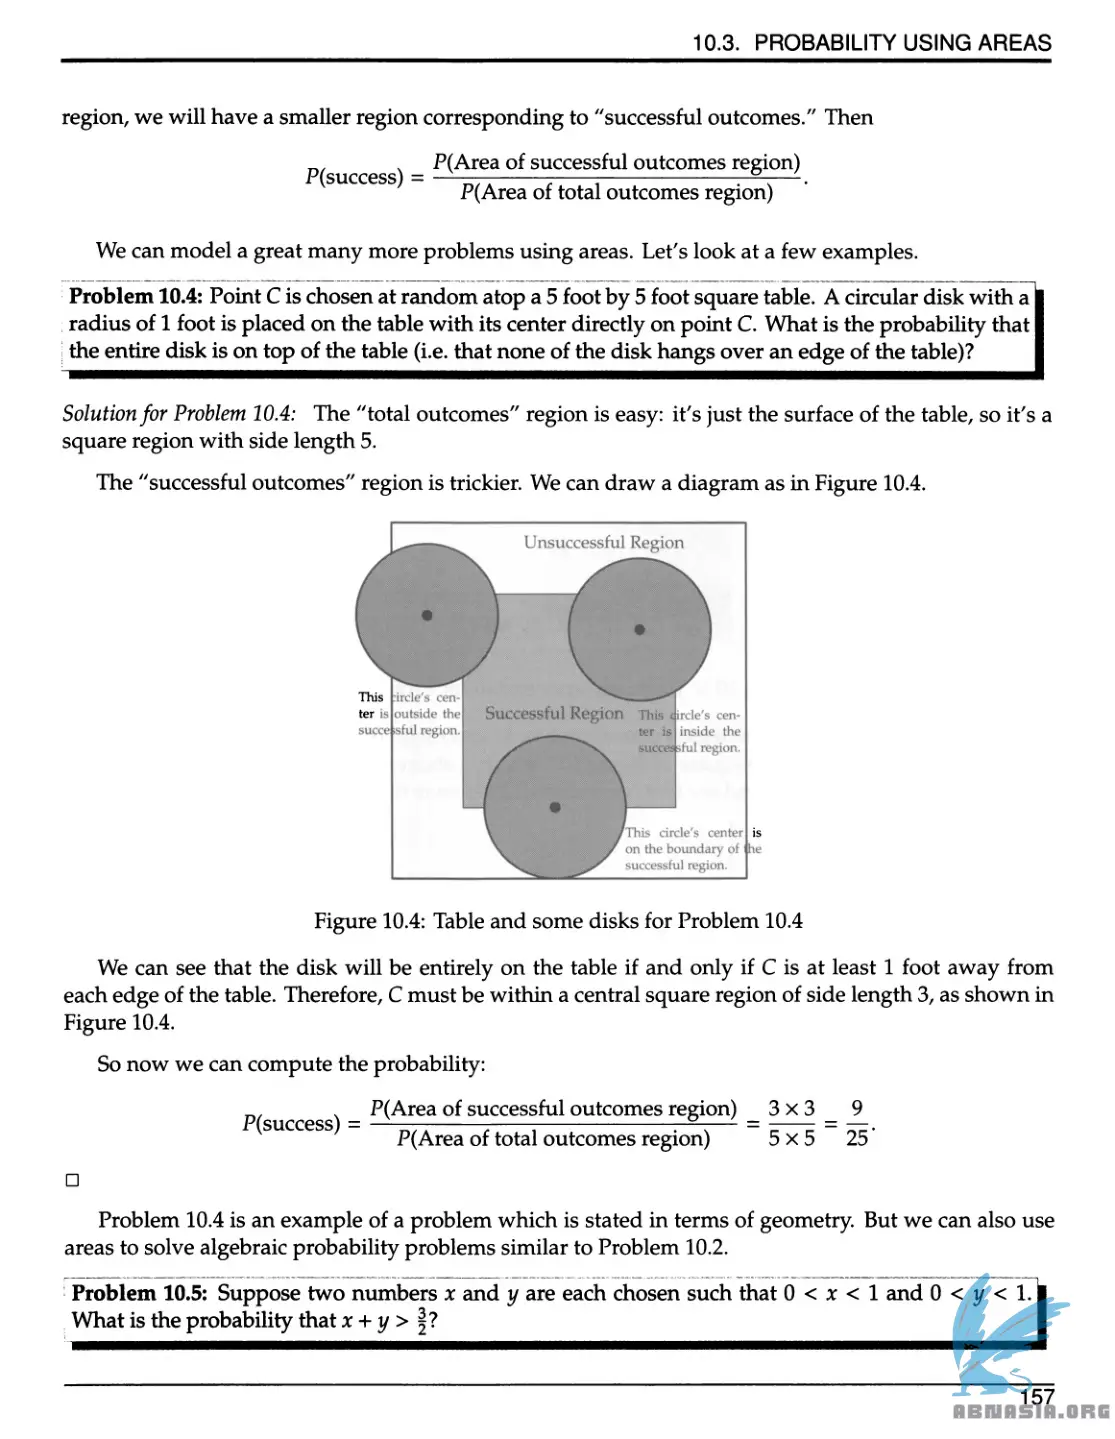 10.3. PROBABILITY USING AREAS
region, we will have a smaller region corresponding to "successful outcomes." Then
P(success) = P(Area of successful outcomes region) / P(Area of total outcomes region) .
We can model a great many more problems using areas. Let's look at a few examples.
Problem 10.4: Point C is chosen at random atop a 5 foot by 5 foot square table. A circular disk with a
radius of 1 foot is placed on the table with its center directly on point C. What is the probability that
the entire disk is on top of the table (i.e. that none of the disk hangs over an edge of the table)?
Solution for Problem 10.4: The "total outcomes" region is easy: it's just the surface of the table, so it's a
square region with side length 5.
The "successful outcomes" region is trickier. We can draw a diagram as in Figure 10.4.
Unsuccessful Region
This circle's cen-
ter is outside the
successful region.
Successful Region
This circle's cen-
ter is inside the
successful region.
This circle's center is
on the boundary of the
successful region.
Figure 10.4: Table and some disks for Problem 10.4
We can see that the disk will be entirely on the table if and only if C is at least 1 foot away from
each edge of the table. Therefore, C must be within a central square region of side length 3, as shown in
Figure 10.4.
So now we can compute the probability:
P(success) = P(Area of successful outcomes region) / P(Area of total outcomes region) = 3 × 3 / 5 × 5 = 9 / 25 .
□
Problem 10.4 is an example of a problem which is stated in terms of geometry. But we can also use
areas to solve algebraic probability problems similar to Problem 10.2.
Problem 10.5: Suppose two numbers x and y are each chosen such that 0 < x < 1 and 0 < y < 1.
What is the probability that x + y > 3/2?
157
ABNASIA.ORG